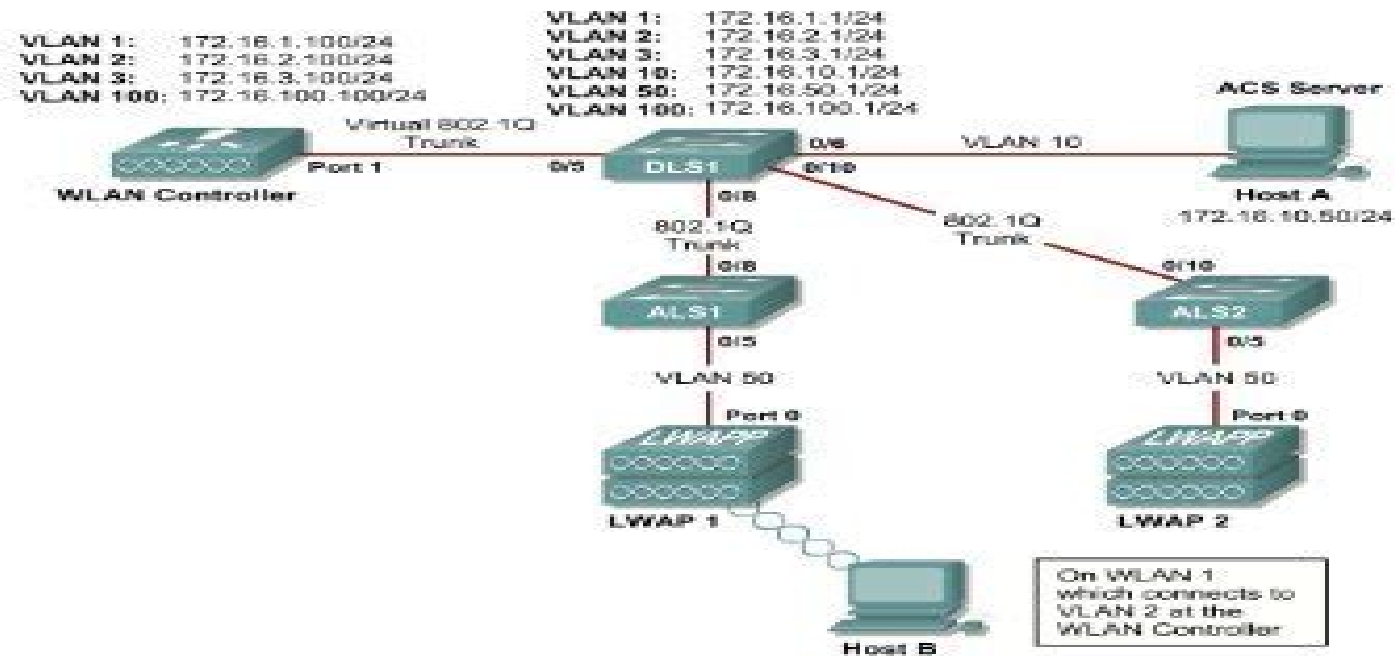 VLAN 1: 172.16.1.100/24
VLAN 2: 172.16.2.100/24
VLAN 3: 172.16.3.100/24
VLAN 100: 172.16.100.100/24
VLAN 1: 172.16.1.1/24
VLAN 2: 172.16.2.1/24
VLAN 3: 172.16.3.1/24
VLAN 10: 172.16.10.1/24
VLAN 50: 172.16.50.1/24
VLAN 100: 172.16.100.1/24
ACS Server
Virtual 802.1Q
Trunk
Port 1
0/5
DLS1
0/6
VLAN 10
0/10
WLAN Controller
Host A
172.16.10.50/24
0/8
802.1Q
Trunk
802.1Q
Trunk
0/8
0/10
ALS1
ALS2
0/5
0/5
VLAN 50
VLAN 50
Port 0
Port 0
LWAPP
LWAPP
LWAP 1
LWAP 2
On WLAN 1
which connects to
VLAN 2 at the
WLAN Controller
Host B